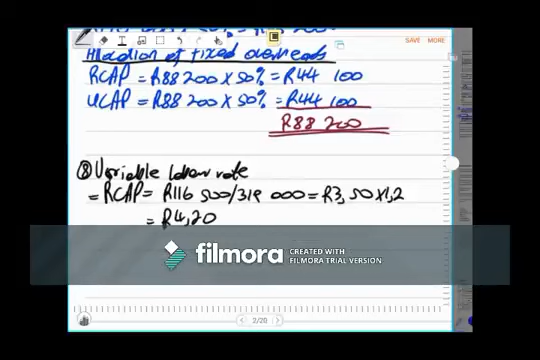 SAVE MORE
Allocation of fixed overheads
RCAP = R88 200 X 50% = R44 100
UCAP = R88 200 X 50% = R44 100
R88 200
⑧ Variable labour rate
= RCAP = R116 500/319 000 = R3,50 X 1,2
= R4,20
filmora
CREATED WITH
FILMORA TRIAL VERSION
2/20